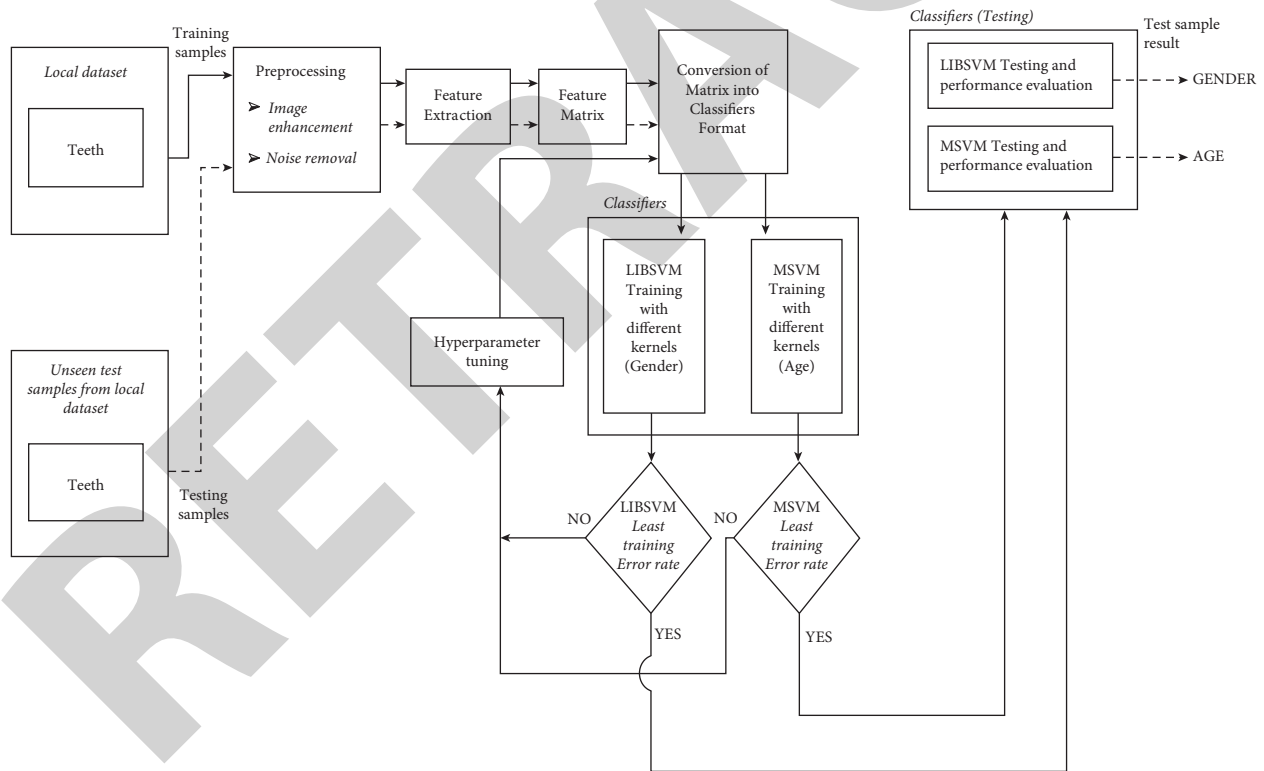 Local dataset
Teeth
Training
samples
Preprocessing
➢ Image
enhancement
➢ Noise removal
Feature
Extraction
Feature
Matrix
Conversion of
Matrix into
Classifiers
Format
Classifiers (Testing)
LIBSVM Testing and
performance evaluation
MSVM Testing and
performance evaluation
Test sample
result
GENDER
AGE
Classifiers
LIBSVM
Training
with
different
kernels
(Gender)
MSVM
Training
with
different
kernels
(Age)
Hyperparameter
tuning
Unseen test
samples from local
dataset
Teeth
Testing
samples
NO
LIBSVM
Least
training
Error rate
YES
NO
MSVM
Least
training
Error rate
YES
RETRAC